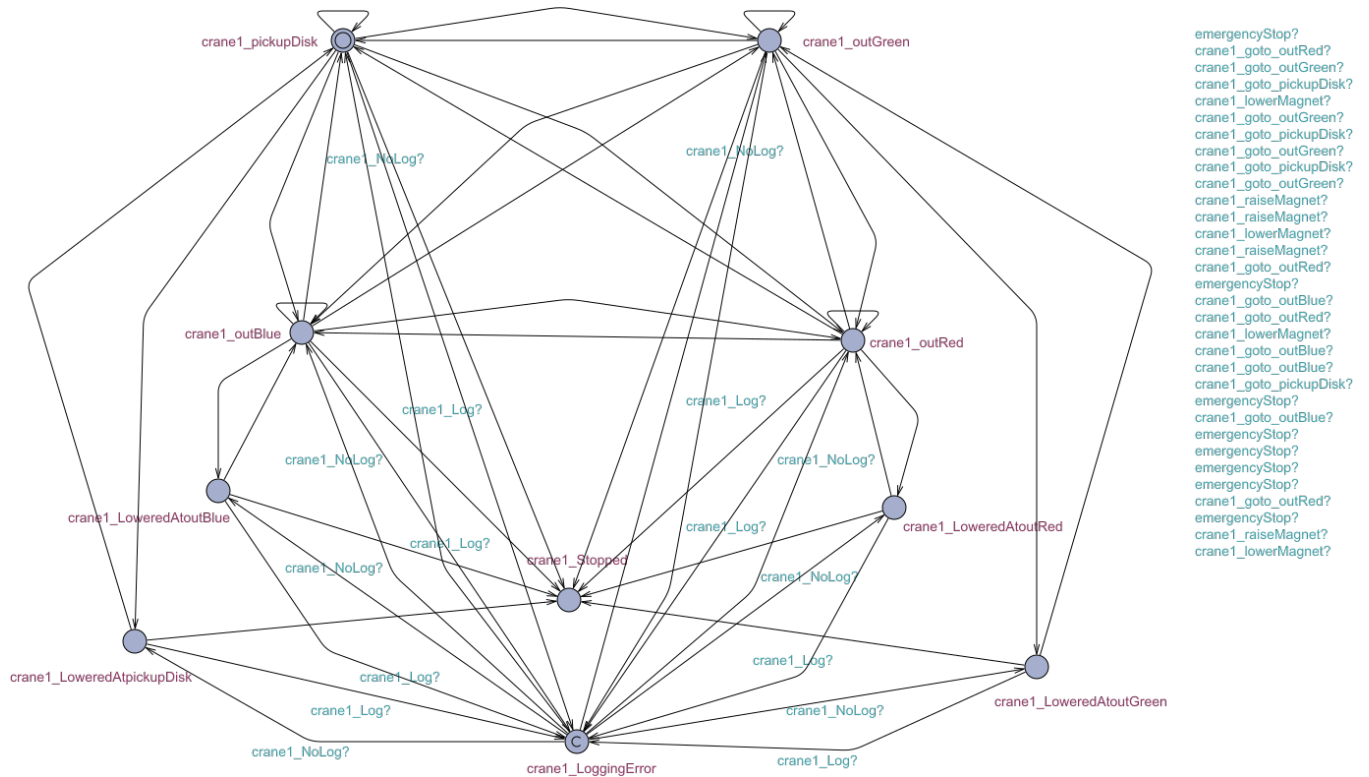 crane1_pickupDisk
crane1_outGreen
crane1_NoLog?
crane1_NoLog?
crane1_outBlue
crane1_outRed
crane1_Log?
crane1_Log?
crane1_NoLog?
crane1_NoLog?
crane1_LoweredAtoutBlue
crane1_LoweredAtoutRed
crane1_Log?
crane1_Log?
crane1_Stopped
crane1_NoLog?
crane1_NoLog?
crane1_LoweredAtpickupDisk
crane1_Log?
crane1_Log?
crane1_LoweredAtoutGreen
crane1_Log?
crane1_NoLog?
crane1_NoLog?
crane1_Log?
C
crane1_LoggingError
emergencyStop?
crane1_goto_outRed?
crane1_goto_outGreen?
crane1_goto_pickupDisk?
crane1_lowerMagnet?
crane1_goto_outGreen?
crane1_goto_pickupDisk?
crane1_goto_outGreen?
crane1_goto_pickupDisk?
crane1_goto_outGreen?
crane1_raiseMagnet?
crane1_raiseMagnet?
crane1_lowerMagnet?
crane1_raiseMagnet?
crane1_goto_outRed?
emergencyStop?
crane1_goto_outBlue?
crane1_goto_outRed?
crane1_lowerMagnet?
crane1_goto_outBlue?
crane1_goto_outBlue?
crane1_goto_pickupDisk?
emergencyStop?
crane1_goto_outBlue?
emergencyStop?
emergencyStop?
emergencyStop?
emergencyStop?
crane1_goto_outRed?
emergencyStop?
crane1_raiseMagnet?
crane1_lowerMagnet?